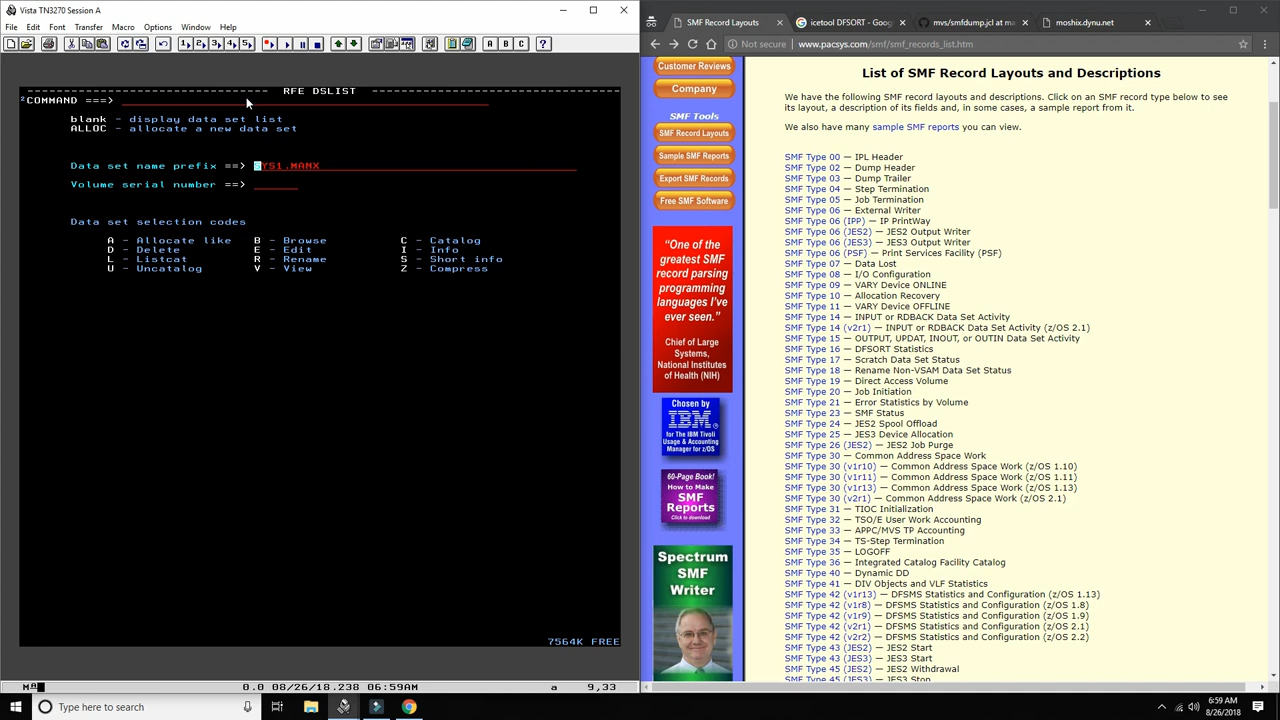 Vista TN3270 Session A
File Edit Font Transfer Macro Options Window Help
A B C
RFE DSLIST
COMMAND ===>
blank - display data set list
ALLOC - allocate a new data set
Data set name prefix ==> SYS1.MANX
Volume serial number ==>
Data set selection codes
A - Allocate like B - Browse C - Catalog
D - Delete E - Edit I - Info
L - Listcat R - Rename S - Short info
U - Uncatalog V - View Z - Compress
7564K FREE
0.0 08/26/18.238 06:59AM a 9,33
SMF Record Layouts
icetool DFSORT - Goog
mvs/smfdump.jcl at ma
moshix.dynu.net
Not secure www.pacsys.com/smf/smf_records_list.htm
Customer Reviews
Company
SMF Tools
SMF Record Layouts
Sample SMF Reports
Export SMF Records
Free SMF Software
“One of the
greatest SMF
record parsing
programming
languages I’ve
ever seen.”
Chief of Large
Systems,
National Institutes
of Health (NIH)
Chosen by
IBM
for The IBM Tivoli
Usage & Accounting
Manager for z/OS
60-Page Book!
How to Make
SMF
Reports
Click to download
Spectrum
SMF
Writer
List of SMF Record Layouts and Descriptions
We have the following SMF record layouts and descriptions. Click on an SMF record type below to see
its layout, a description of its fields and, in some cases, a sample report from it.
We also have many sample SMF reports you can view.
SMF Type 00 — IPL Header
SMF Type 02 — Dump Header
SMF Type 03 — Dump Trailer
SMF Type 04 — Step Termination
SMF Type 05 — Job Termination
SMF Type 06 — External Writer
SMF Type 06 (IPP) — IP PrintWay
SMF Type 06 (JES2) — JES2 Output Writer
SMF Type 06 (JES3) — JES3 Output Writer
SMF Type 06 (PSF) — Print Services Facility (PSF)
SMF Type 07 — Data Lost
SMF Type 08 — I/O Configuration
SMF Type 09 — VARY Device ONLINE
SMF Type 10 — Allocation Recovery
SMF Type 11 — VARY Device OFFLINE
SMF Type 14 — INPUT or RDBACK Data Set Activity
SMF Type 14 (v2r1) — INPUT or RDBACK Data Set Activity (z/OS 2.1)
SMF Type 15 — OUTPUT, UPDAT, INOUT, or OUTIN Data Set Activity
SMF Type 16 — DFSORT Statistics
SMF Type 17 — Scratch Data Set Status
SMF Type 18 — Rename Non-VSAM Data Set Status
SMF Type 19 — Direct Access Volume
SMF Type 20 — Job Initiation
SMF Type 21 — Error Statistics by Volume
SMF Type 23 — SMF Status
SMF Type 24 — JES2 Spool Offload
SMF Type 25 — JES3 Device Allocation
SMF Type 26 (JES2) — JES2 Job Purge
SMF Type 30 — Common Address Space Work
SMF Type 30 (v1r10) — Common Address Space Work (z/OS 1.10)
SMF Type 30 (v1r11) — Common Address Space Work (z/OS 1.11)
SMF Type 30 (v1r13) — Common Address Space Work (z/OS 1.13)
SMF Type 30 (v2r1) — Common Address Space Work (z/OS 2.1)
SMF Type 31 — TIOC Initialization
SMF Type 32 — TSO/E User Work Accounting
SMF Type 33 — APPC/MVS TP Accounting
SMF Type 34 — TS-Step Termination
SMF Type 35 — LOGOFF
SMF Type 36 — Integrated Catalog Facility Catalog
SMF Type 40 — Dynamic DD
SMF Type 41 — DIV Objects and VLF Statistics
SMF Type 42 (v1r13) — DFSMS Statistics and Configuration (z/OS 1.13)
SMF Type 42 (v1r8) — DFSMS Statistics and Configuration (z/OS 1.8)
SMF Type 42 (v1r9) — DFSMS Statistics and Configuration (z/OS 1.9)
SMF Type 42 (v2r1) — DFSMS Statistics and Configuration (z/OS 2.1)
SMF Type 42 (v2r2) — DFSMS Statistics and Configuration (z/OS 2.2)
SMF Type 43 (JES2) — JES2 Start
SMF Type 43 (JES3) — JES3 Start
SMF Type 45 (JES2) — JES2 Withdrawal
SMF Type 45 (JES3) — JES3 Stop
Type here to search
6:59 AM
8/26/2018